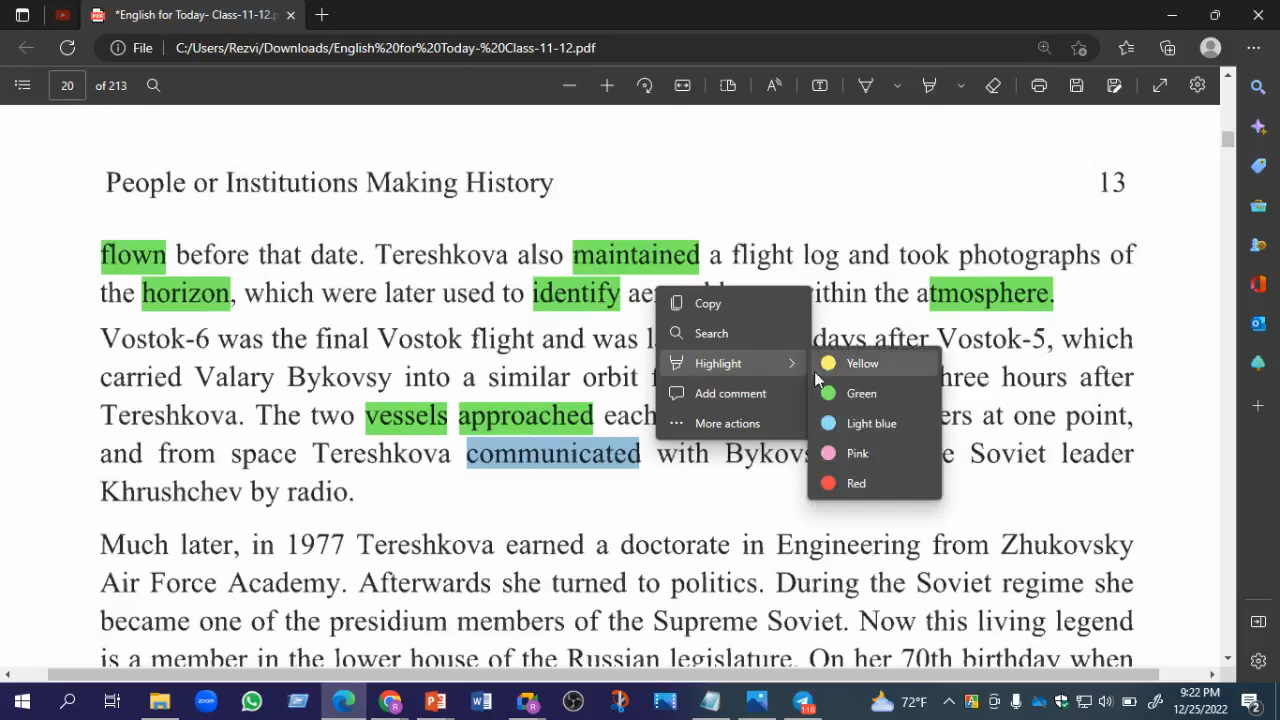 *English for Today- Class-11-12.p
File C:/Users/Rezvi/Downloads/English%20for%20Today-%20Class-11-12.pdf
20 of 213
People or Institutions Making History 13
flown before that date. Tereshkova also maintained a flight log and took photographs of
the horizon, which were later used to identify within the atmosphere.
Vostok-6 was the final Vostok flight and was days after Vostok-5, which
carried Valary Bykovsy into a similar orbit three hours after
Tereshkova. The two vessels approached each at one point,
and from space Tereshkova communicated with Soviet leader
Khrushchev by radio.
Much later, in 1977 Tereshkova earned a doctorate in Engineering from Zhukovsky
Air Force Academy. Afterwards she turned to politics. During the Soviet regime she
became one of the presidium members of the Supreme Soviet. Now this living legend
is a member in the lower house of the Russian legislature. On her 70th birthday when
Copy
Search
Highlight
Add comment
More actions
Yellow
Green
Light blue
Pink
Red
72°F
9:22 PM
12/25/2022